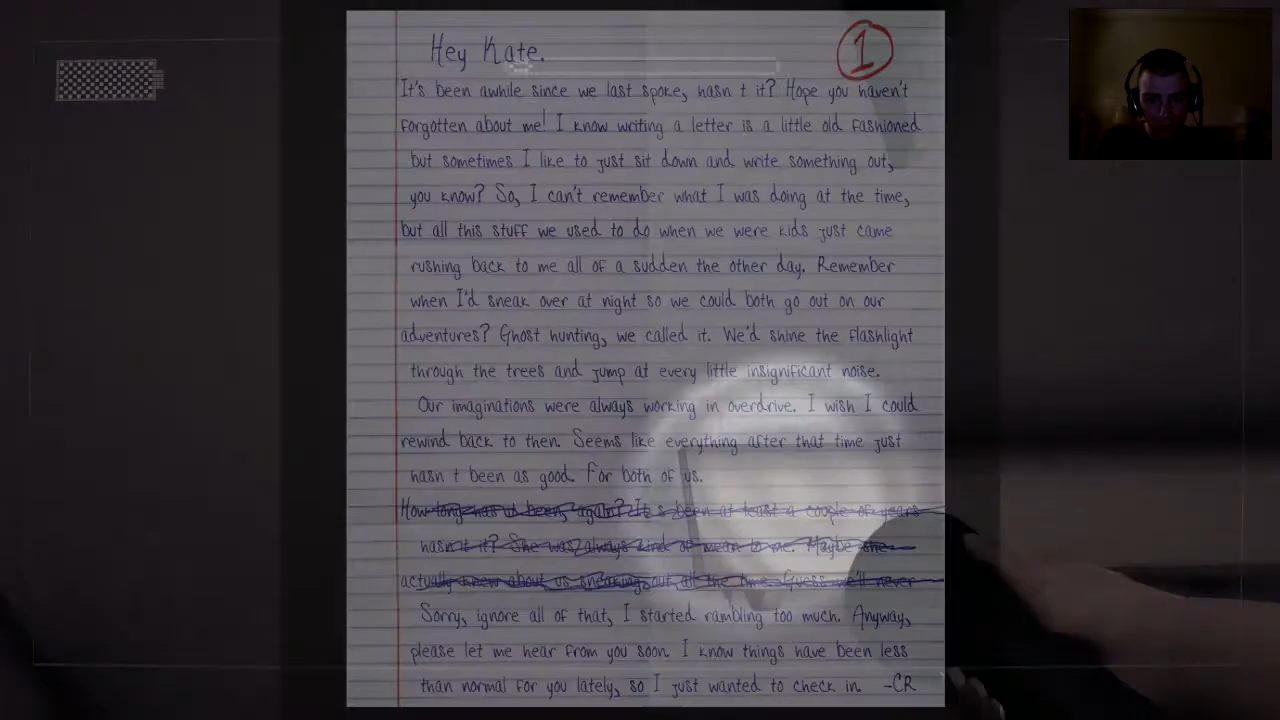 Hey Kate.
1
It's been awhile since we last spoke, hasn t it? Hope you haven't
forgotten about me! I know writing a letter is a little old fashioned
but sometimes I like to just sit down and write something out,
you know? So, I can't remember what I was doing at the time,
but all this stuff we used to do when we were kids just came
rushing back to me all of a sudden the other day. Remember
when I'd sneak over at night so we could both go out on our
adventures? Ghost hunting, we called it. We'd shine the flashlight
through the trees and jump at every little insignificant noise.
Our imaginations were always working in overdrive. I wish I could
rewind back to then. Seems like everything after that time just
hasn t been as good. For both of us.
How long has it been, again? It s been at least a couple of years
hasn't it? She was always kind of mean to me. Maybe she
actually knew about us sneaking out all the time. Guess we'll never
Sorry, ignore all of that, I started rambling too much. Anyway,
please let me hear from you soon. I know things have been less
than normal for you lately, so I just wanted to check in. -CR